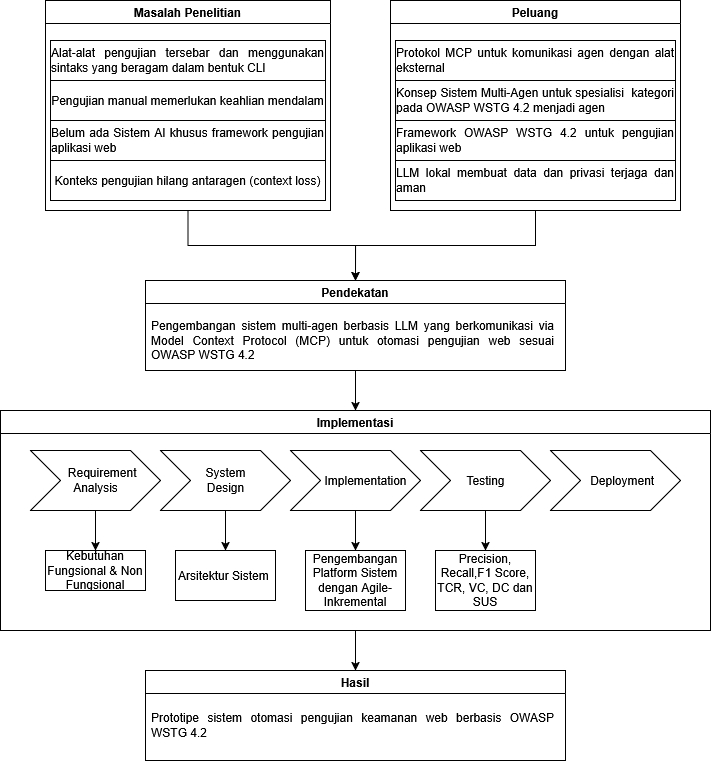 Masalah Penelitian
Alat-alat pengujian tersebar dan menggunakan
sintaks yang beragam dalam bentuk CLI
Pengujian manual memerlukan keahlian mendalam
Belum ada Sistem AI khusus framework pengujian
aplikasi web
Konteks pengujian hilang antaragen (context loss)
Peluang
Protokol MCP untuk komunikasi agen dengan alat
eksternal
Konsep Sistem Multi-Agen untuk spesialisi kategori
pada OWASP WSTG 4.2 menjadi agen
Framework OWASP WSTG 4.2 untuk pengujian
aplikasi web
LLM lokal membuat data dan privasi terjaga dan
aman
Pendekatan
Pengembangan sistem multi-agen berbasis LLM yang berkomunikasi via
Model Context Protocol (MCP) untuk otomasi pengujian web sesuai
OWASP WSTG 4.2
Implementasi
Requirement
Analysis
System
Design
Implementation
Testing
Deployment
Kebutuhan
Fungsional & Non
Fungsional
Arsitektur Sistem
Pengembangan
Platform Sistem
dengan Agile-
Inkremental
Precision,
Recall,F1 Score,
TCR, VC, DC dan
SUS
Hasil
Prototipe sistem otomasi pengujian keamanan web berbasis OWASP
WSTG 4.2